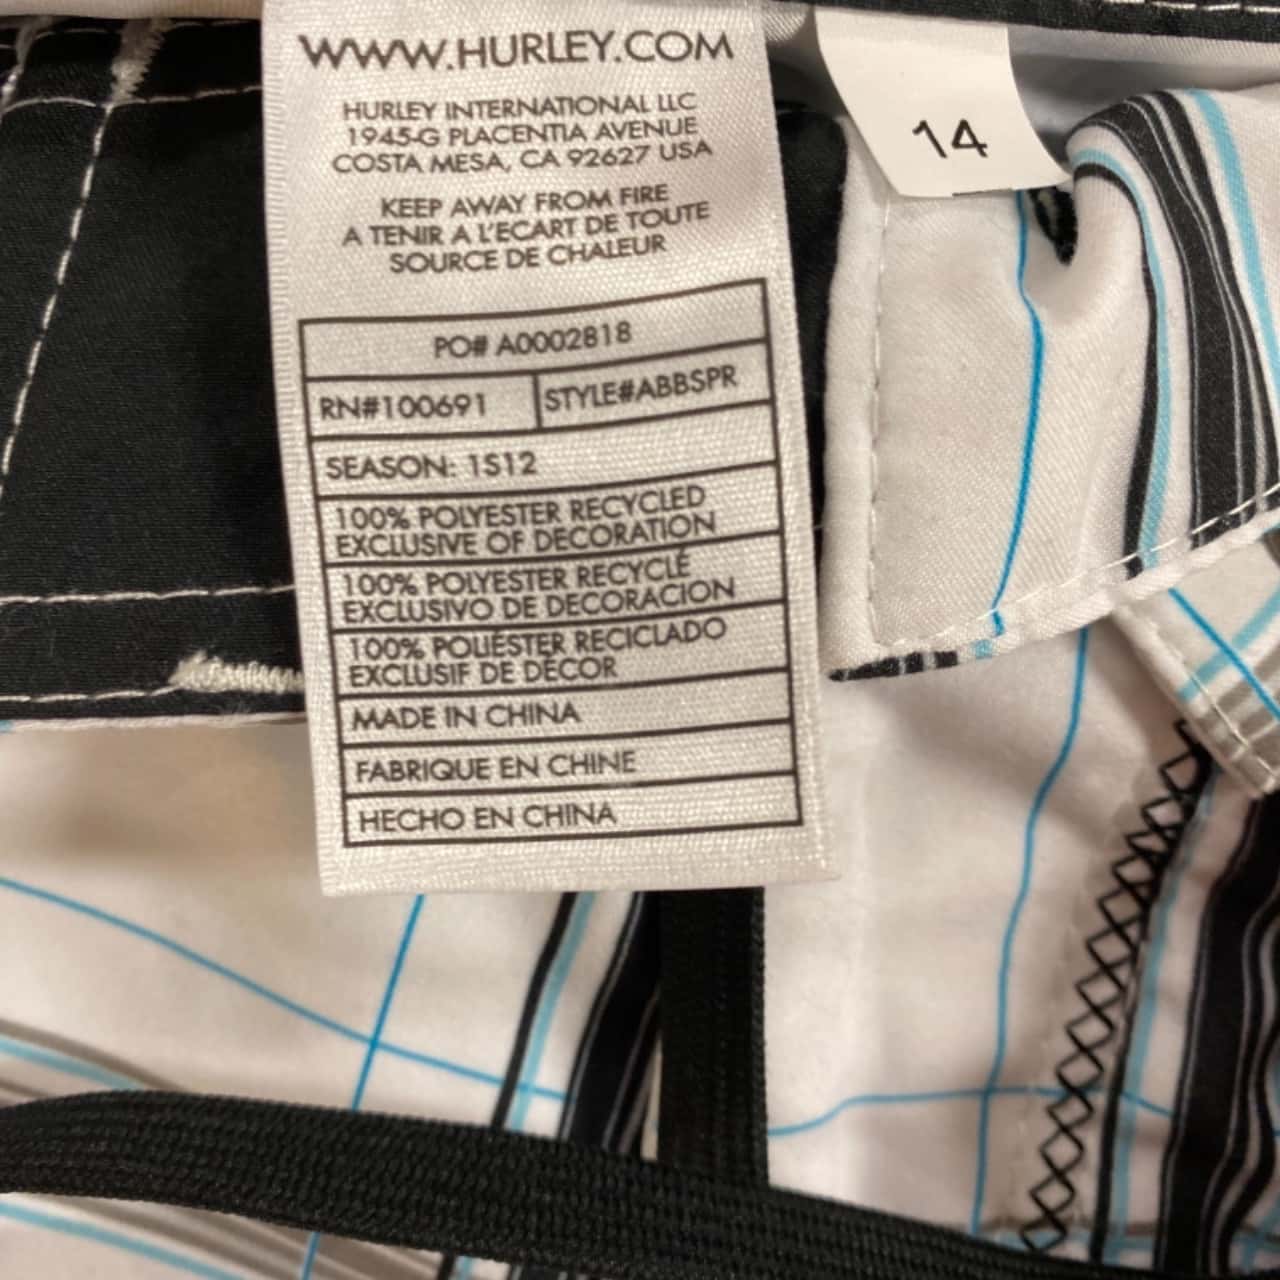 WWW.HURLEY.COM
HURLEY INTERNATIONAL LLC
1945-G PLACENTIA AVENUE
COSTA MESA, CA 92627 USA
KEEP AWAY FROM FIRE
A TENIR A L'ECART DE TOUTE
SOURCE DE CHALEUR
PO# A0002818
RN#100691 STYLE#ABBSPR
SEASON: 1S12
100% POLYESTER RECYCLED
EXCLUSIVE OF DECORATION
100% POLYESTER RECYCLÉ
EXCLUSIVO DE DECORACION
100% POLIÉSTER RECICLADO
EXCLUSIF DE DÉCOR
MADE IN CHINA
FABRIQUE EN CHINE
HECHO EN CHINA
14